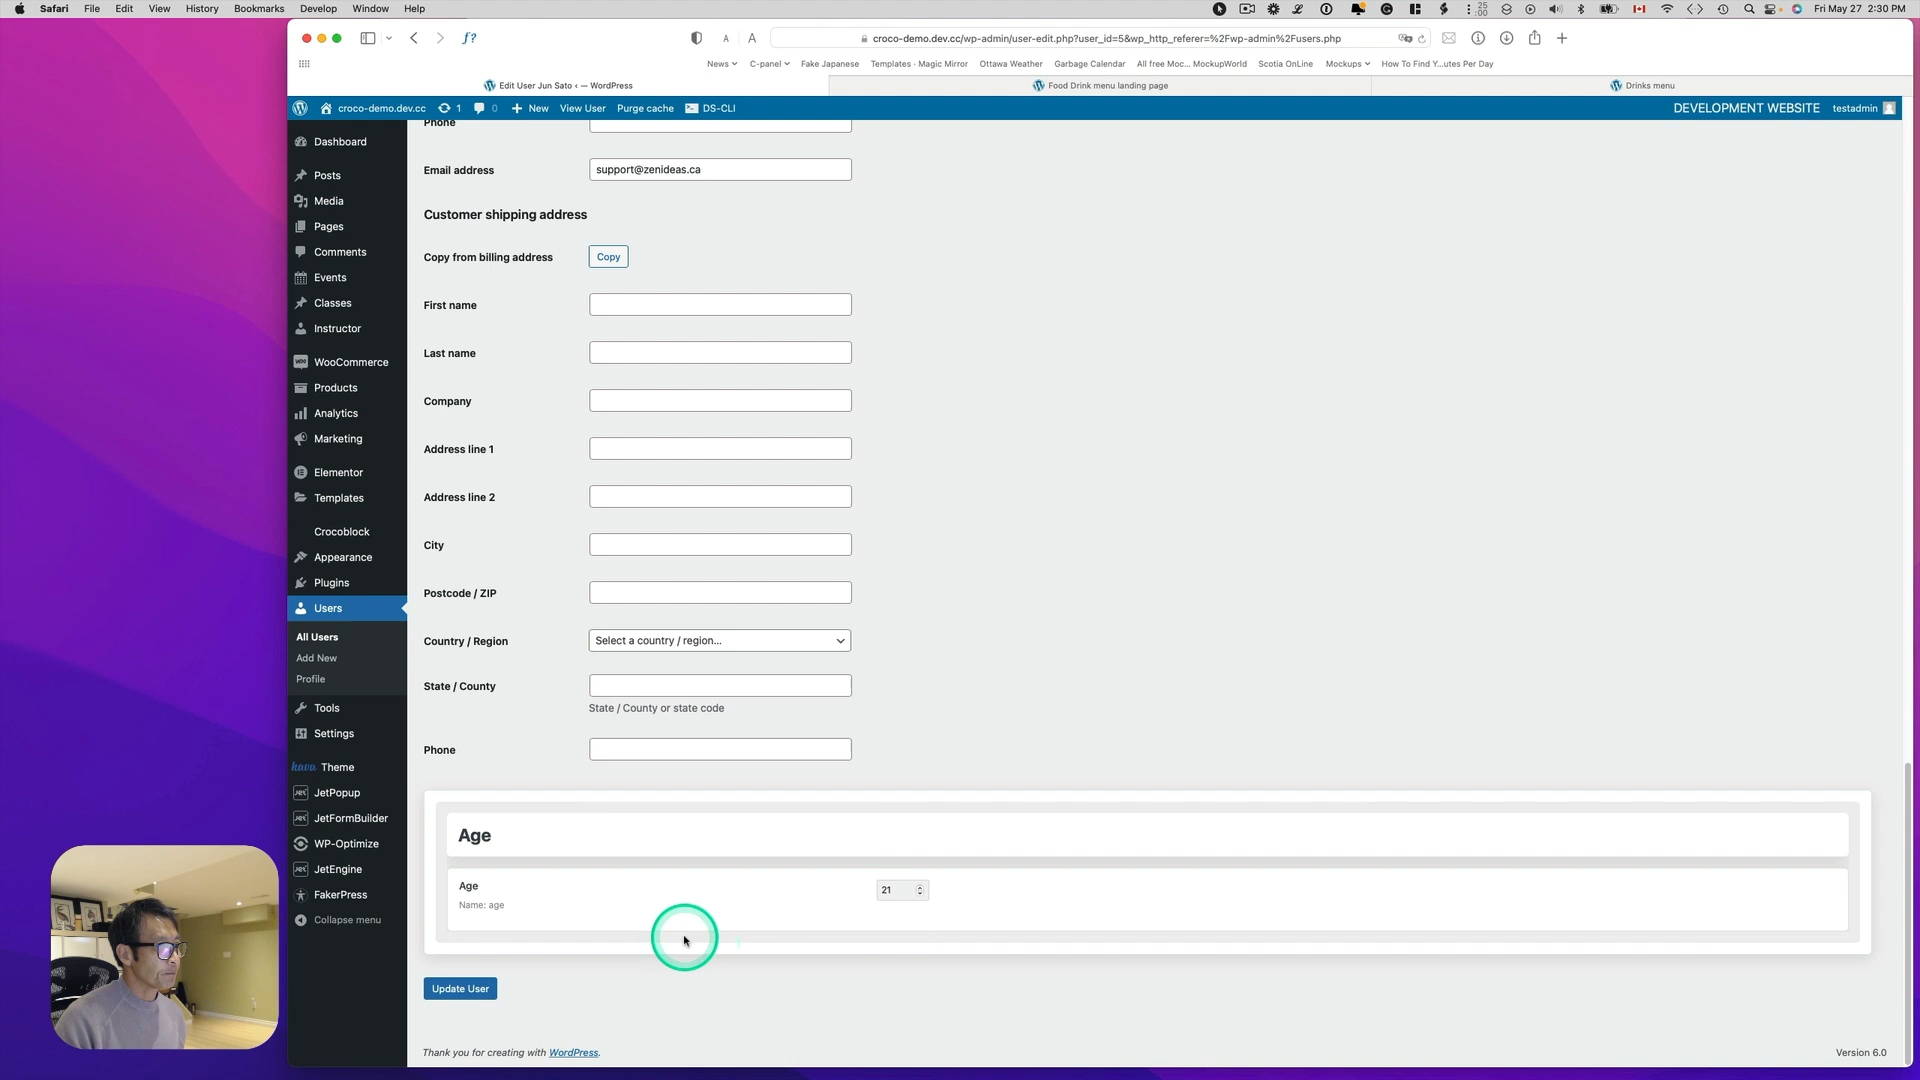 Safari File Edit View History Bookmarks Develop Window Help
25
:00
Fri May 27 2:30 PM
f?
A A
croco-demo.dev.cc/wp-admin/user-edit.php?user_id=5&wp_http_referer=%2Fwp-admin%2Fusers.php
News C-panel Fake Japanese Templates - Magic Mirror Ottawa Weather Garbage Calendar All free Moc... MockupWorld Scotia OnLine Mockups How To Find Y...utes Per Day
Edit User Jun Sato ‹ — WordPress
Food Drink menu landing page
Drinks menu
croco-demo.dev.cc 1 0 New View User Purge cache DS-CLI
DEVELOPMENT WEBSITE testadmin
Dashboard
Posts
Media
Pages
Comments
Events
Classes
Instructor
WooCommerce
Products
Analytics
Marketing
Elementor
Templates
Crocoblock
Appearance
Plugins
Users
All Users
Add New
Profile
Tools
Settings
kava Theme
JetPopup
JetFormBuilder
WP-Optimize
JetEngine
FakerPress
Collapse menu
Phone
Email address support@zenideas.ca
Customer shipping address
Copy from billing address Copy
First name
Last name
Company
Address line 1
Address line 2
City
Postcode / ZIP
Country / Region Select a country / region...
State / County
State / County or state code
Phone
Age
Age 21
Name: age
Update User
Thank you for creating with WordPress.
Version 6.0